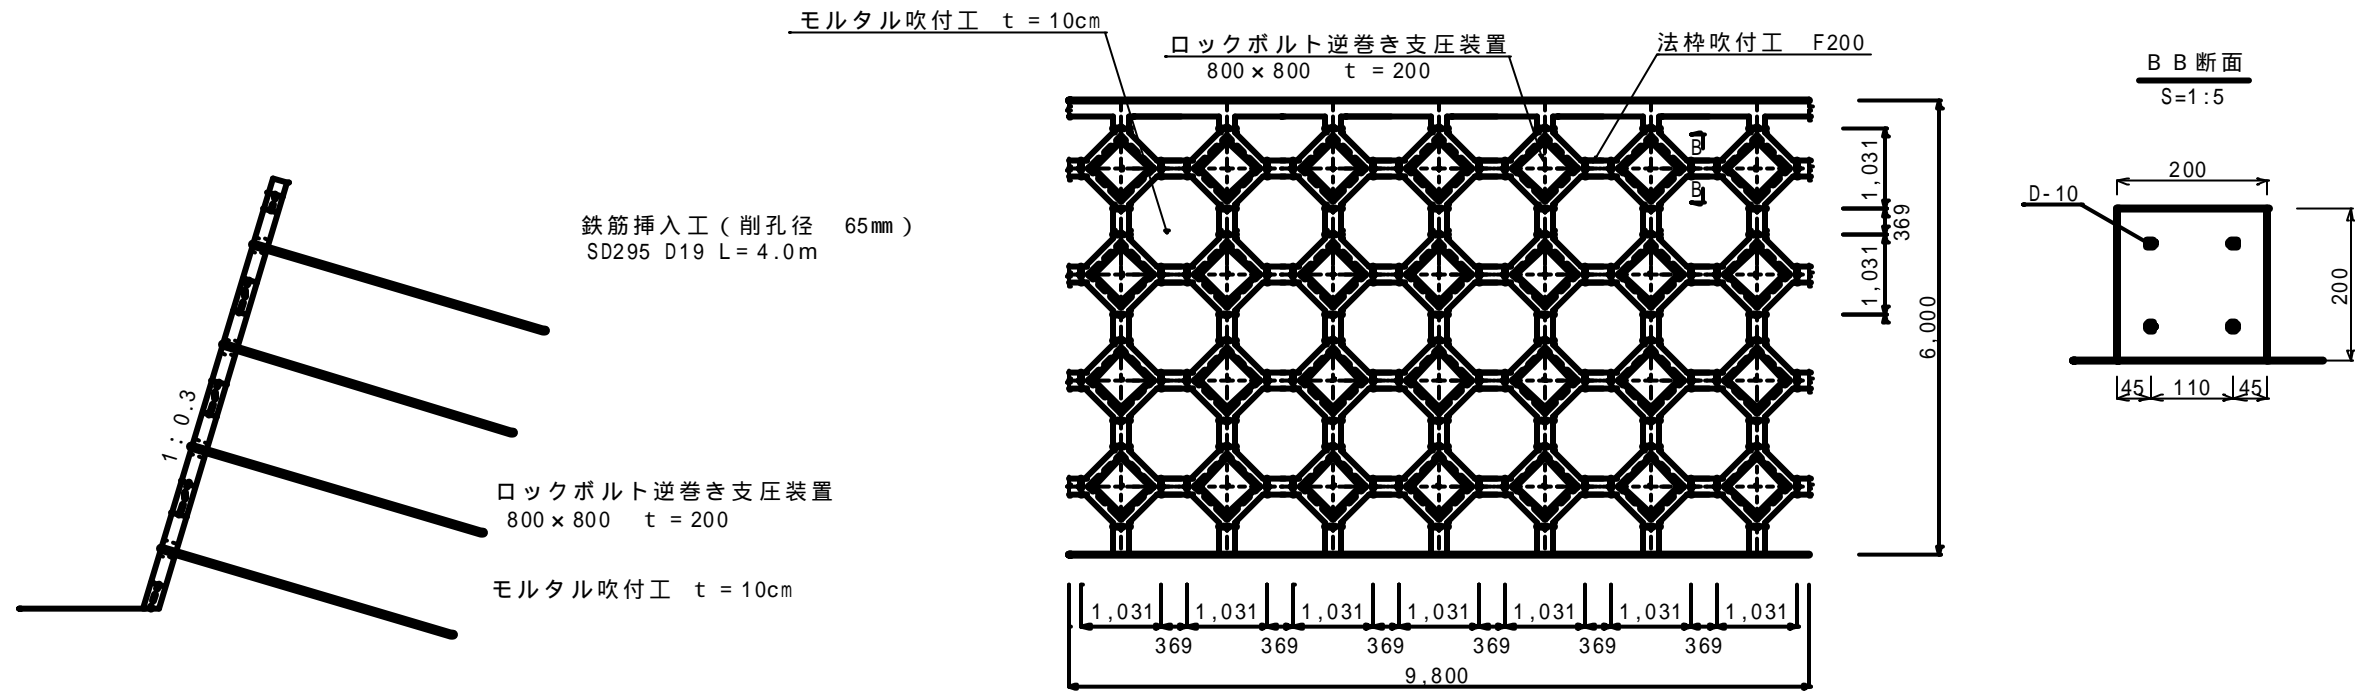 モルタル吹付工 t = 10cm
ロックボルト逆巻き支圧装置
800 × 800 t = 200
法枠吹付工 F200
B B 断面
S=1:5
鉄筋挿入工 ( 削孔径 65mm )
SD295 D19 L = 4.0m
1 : 0.3
ロックボルト逆巻き支圧装置
800 × 800 t = 200
モルタル吹付工 t = 10cm
B
B
1,031
369
1,031
6,000
1,031 1,031 1,031 1,031 1,031 1,031 1,031
369 369 369 369 369 369
9,800
D-10
200
200
45 110 45